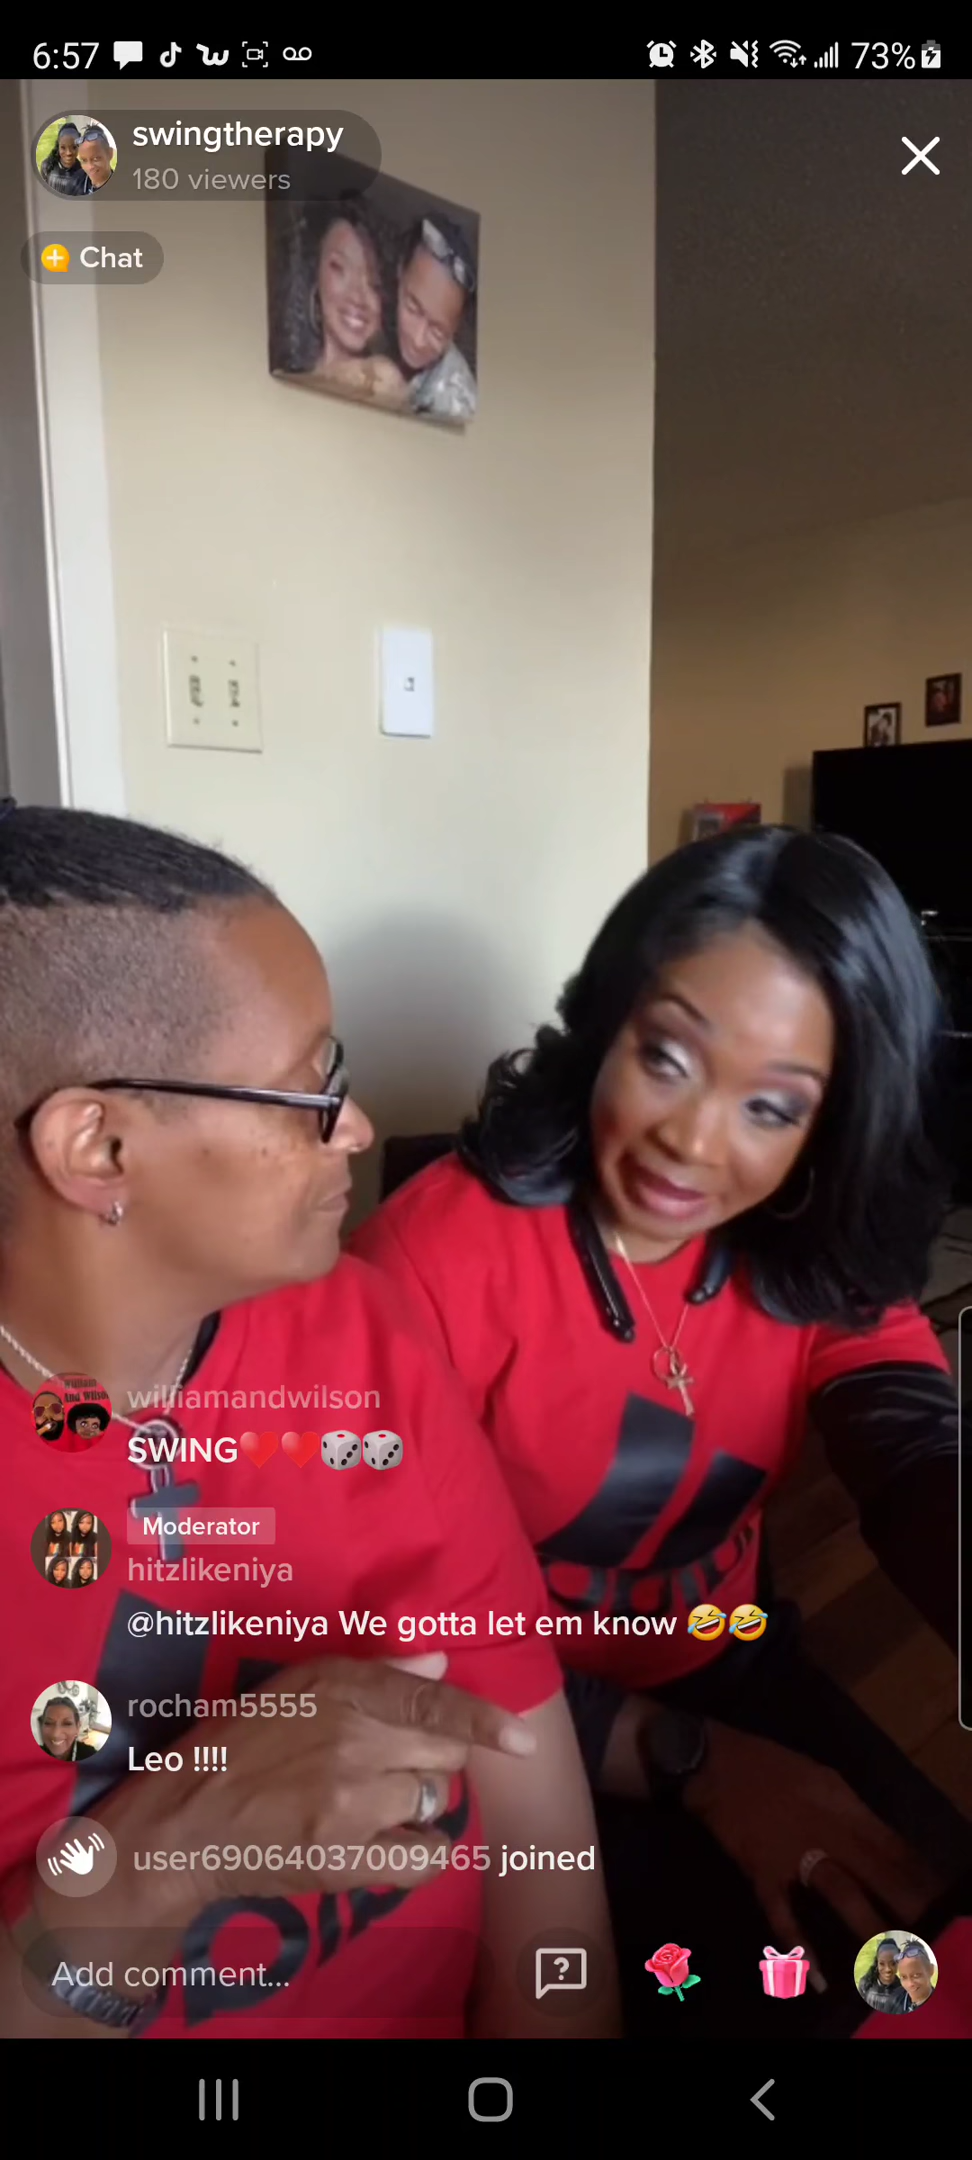 6:57
73%
swingtherapy
180 viewers
Chat
williamandwilson
SWING❤️❤️🎲🎲
Moderator
hitzlikeniya
@hitzlikeniya We gotta let em know 🤣🤣
rocham5555
Leo !!!!
user69064037009465 joined
Add comment...